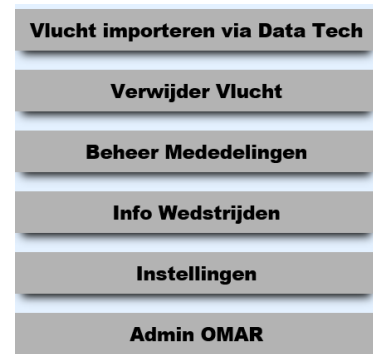 Vlucht importeren via Data Tech
Verwijder Vlucht
Beheer Mededelingen
Info Wedstrijden
Instellingen
Admin OMAR